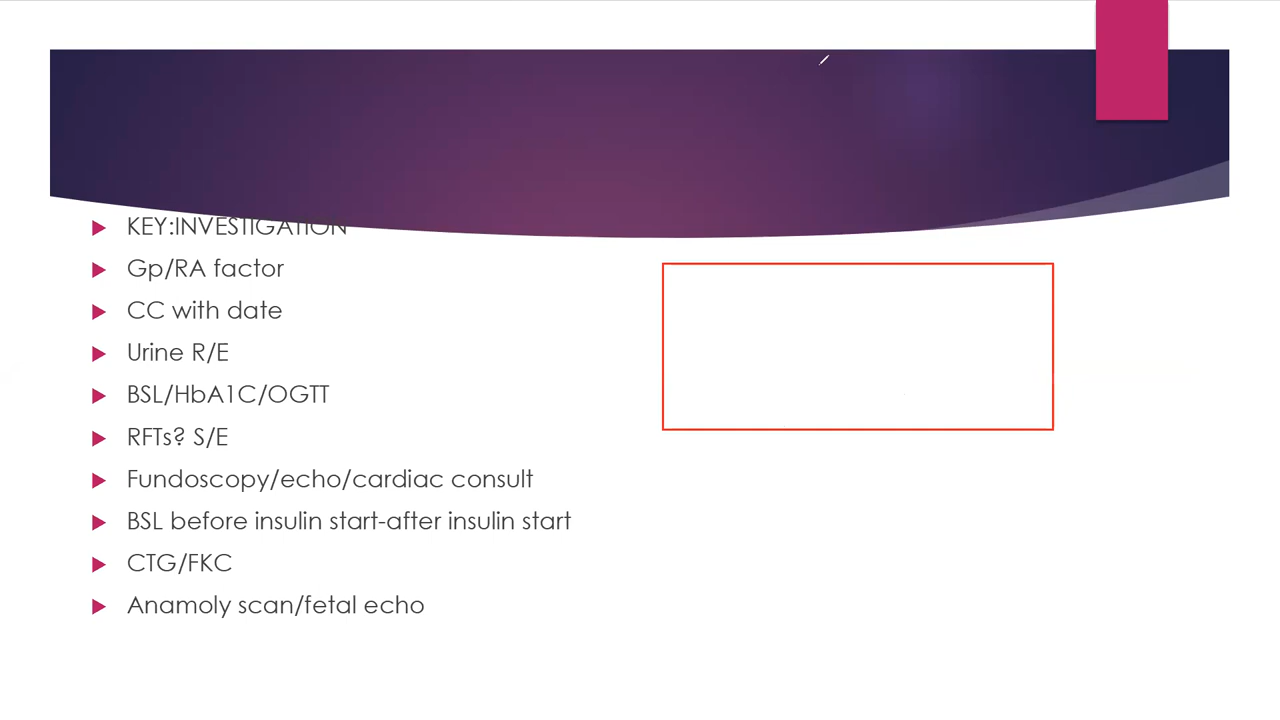 KEY:INVESTIGATION
Gp/RA factor
CC with date
Urine R/E
BSL/HbA1C/OGTT
RFTs? S/E
Fundoscopy/echo/cardiac consult
BSL before insulin start-after insulin start
CTG/FKC
Anamoly scan/fetal echo